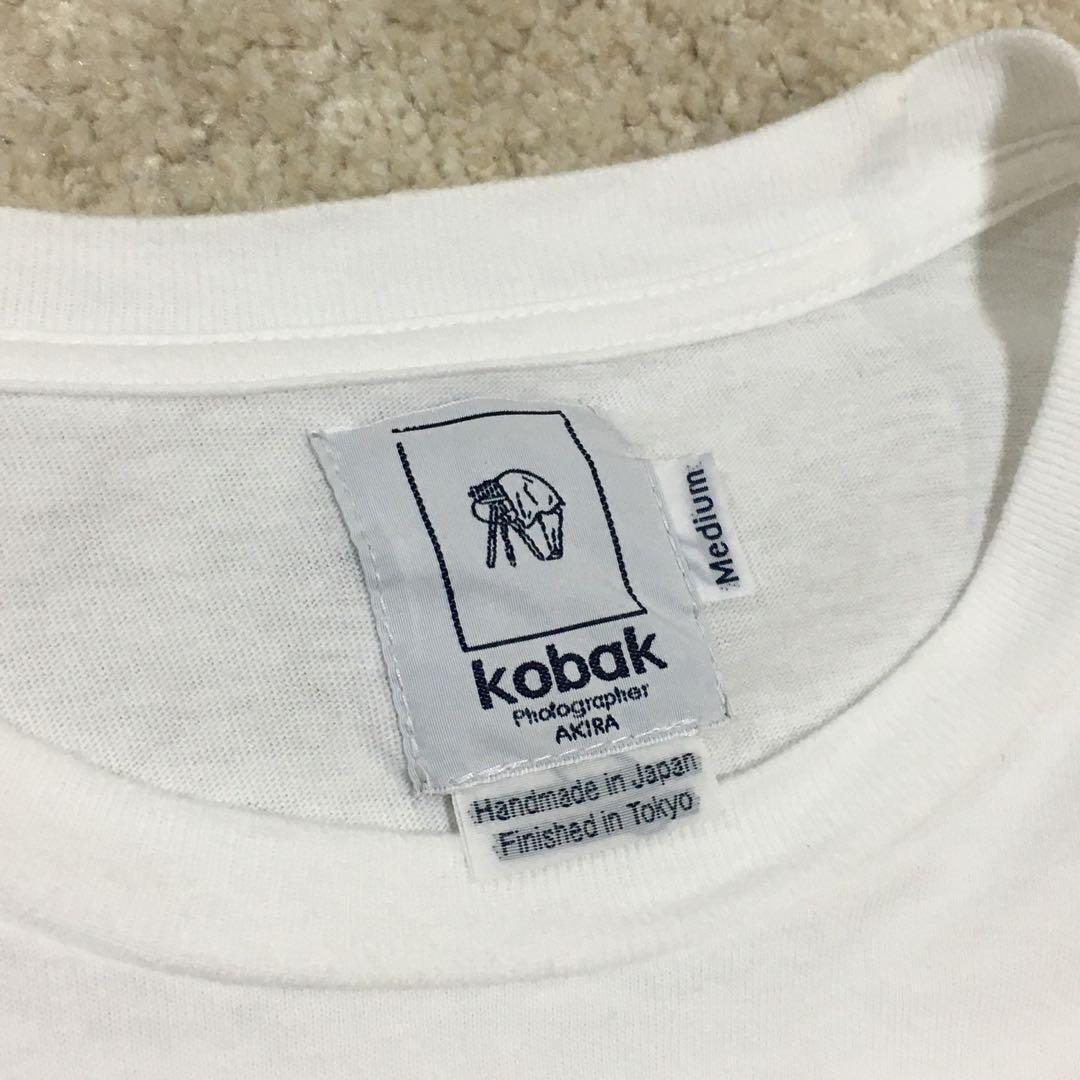 kobak
Photographer
AKIRA
Medium
Handmade in Japan
Finished in Tokyo